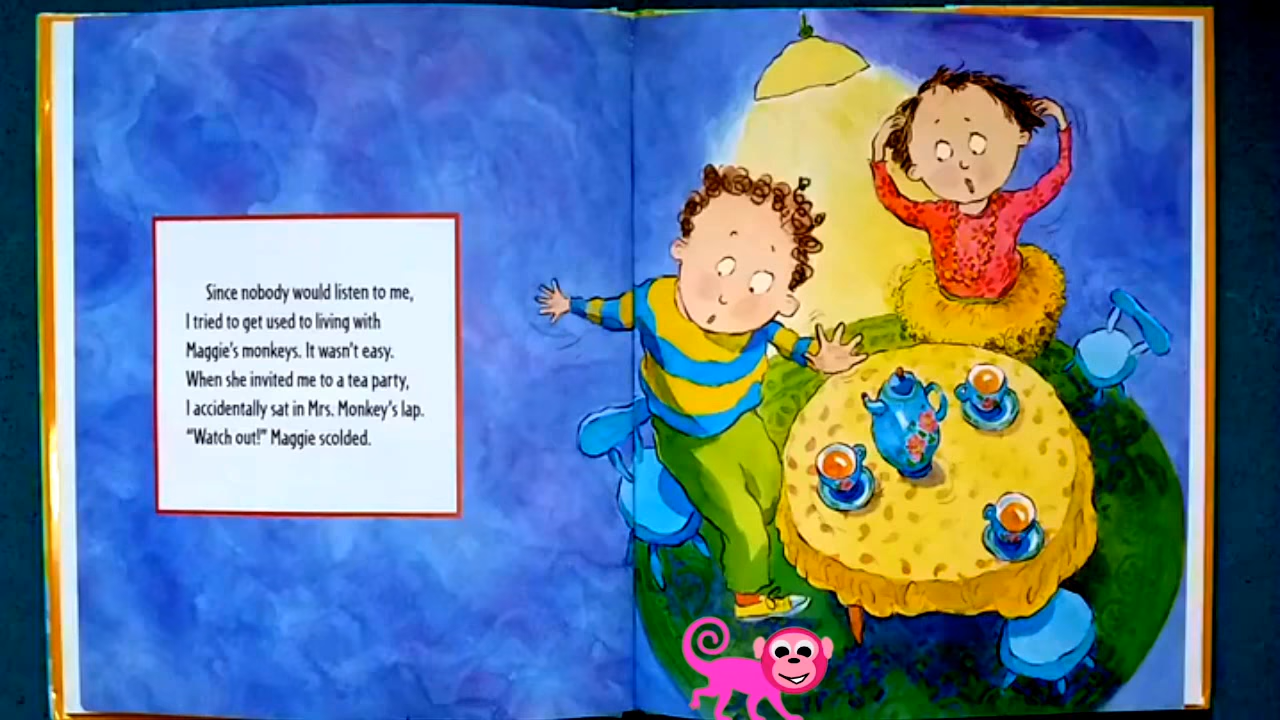 Since nobody would listen to me,
I tried to get used to living with
Maggie's monkeys. It wasn't easy.
When she invited me to a tea party,
I accidentally sat in Mrs. Monkey's lap.
"Watch out!" Maggie scolded.